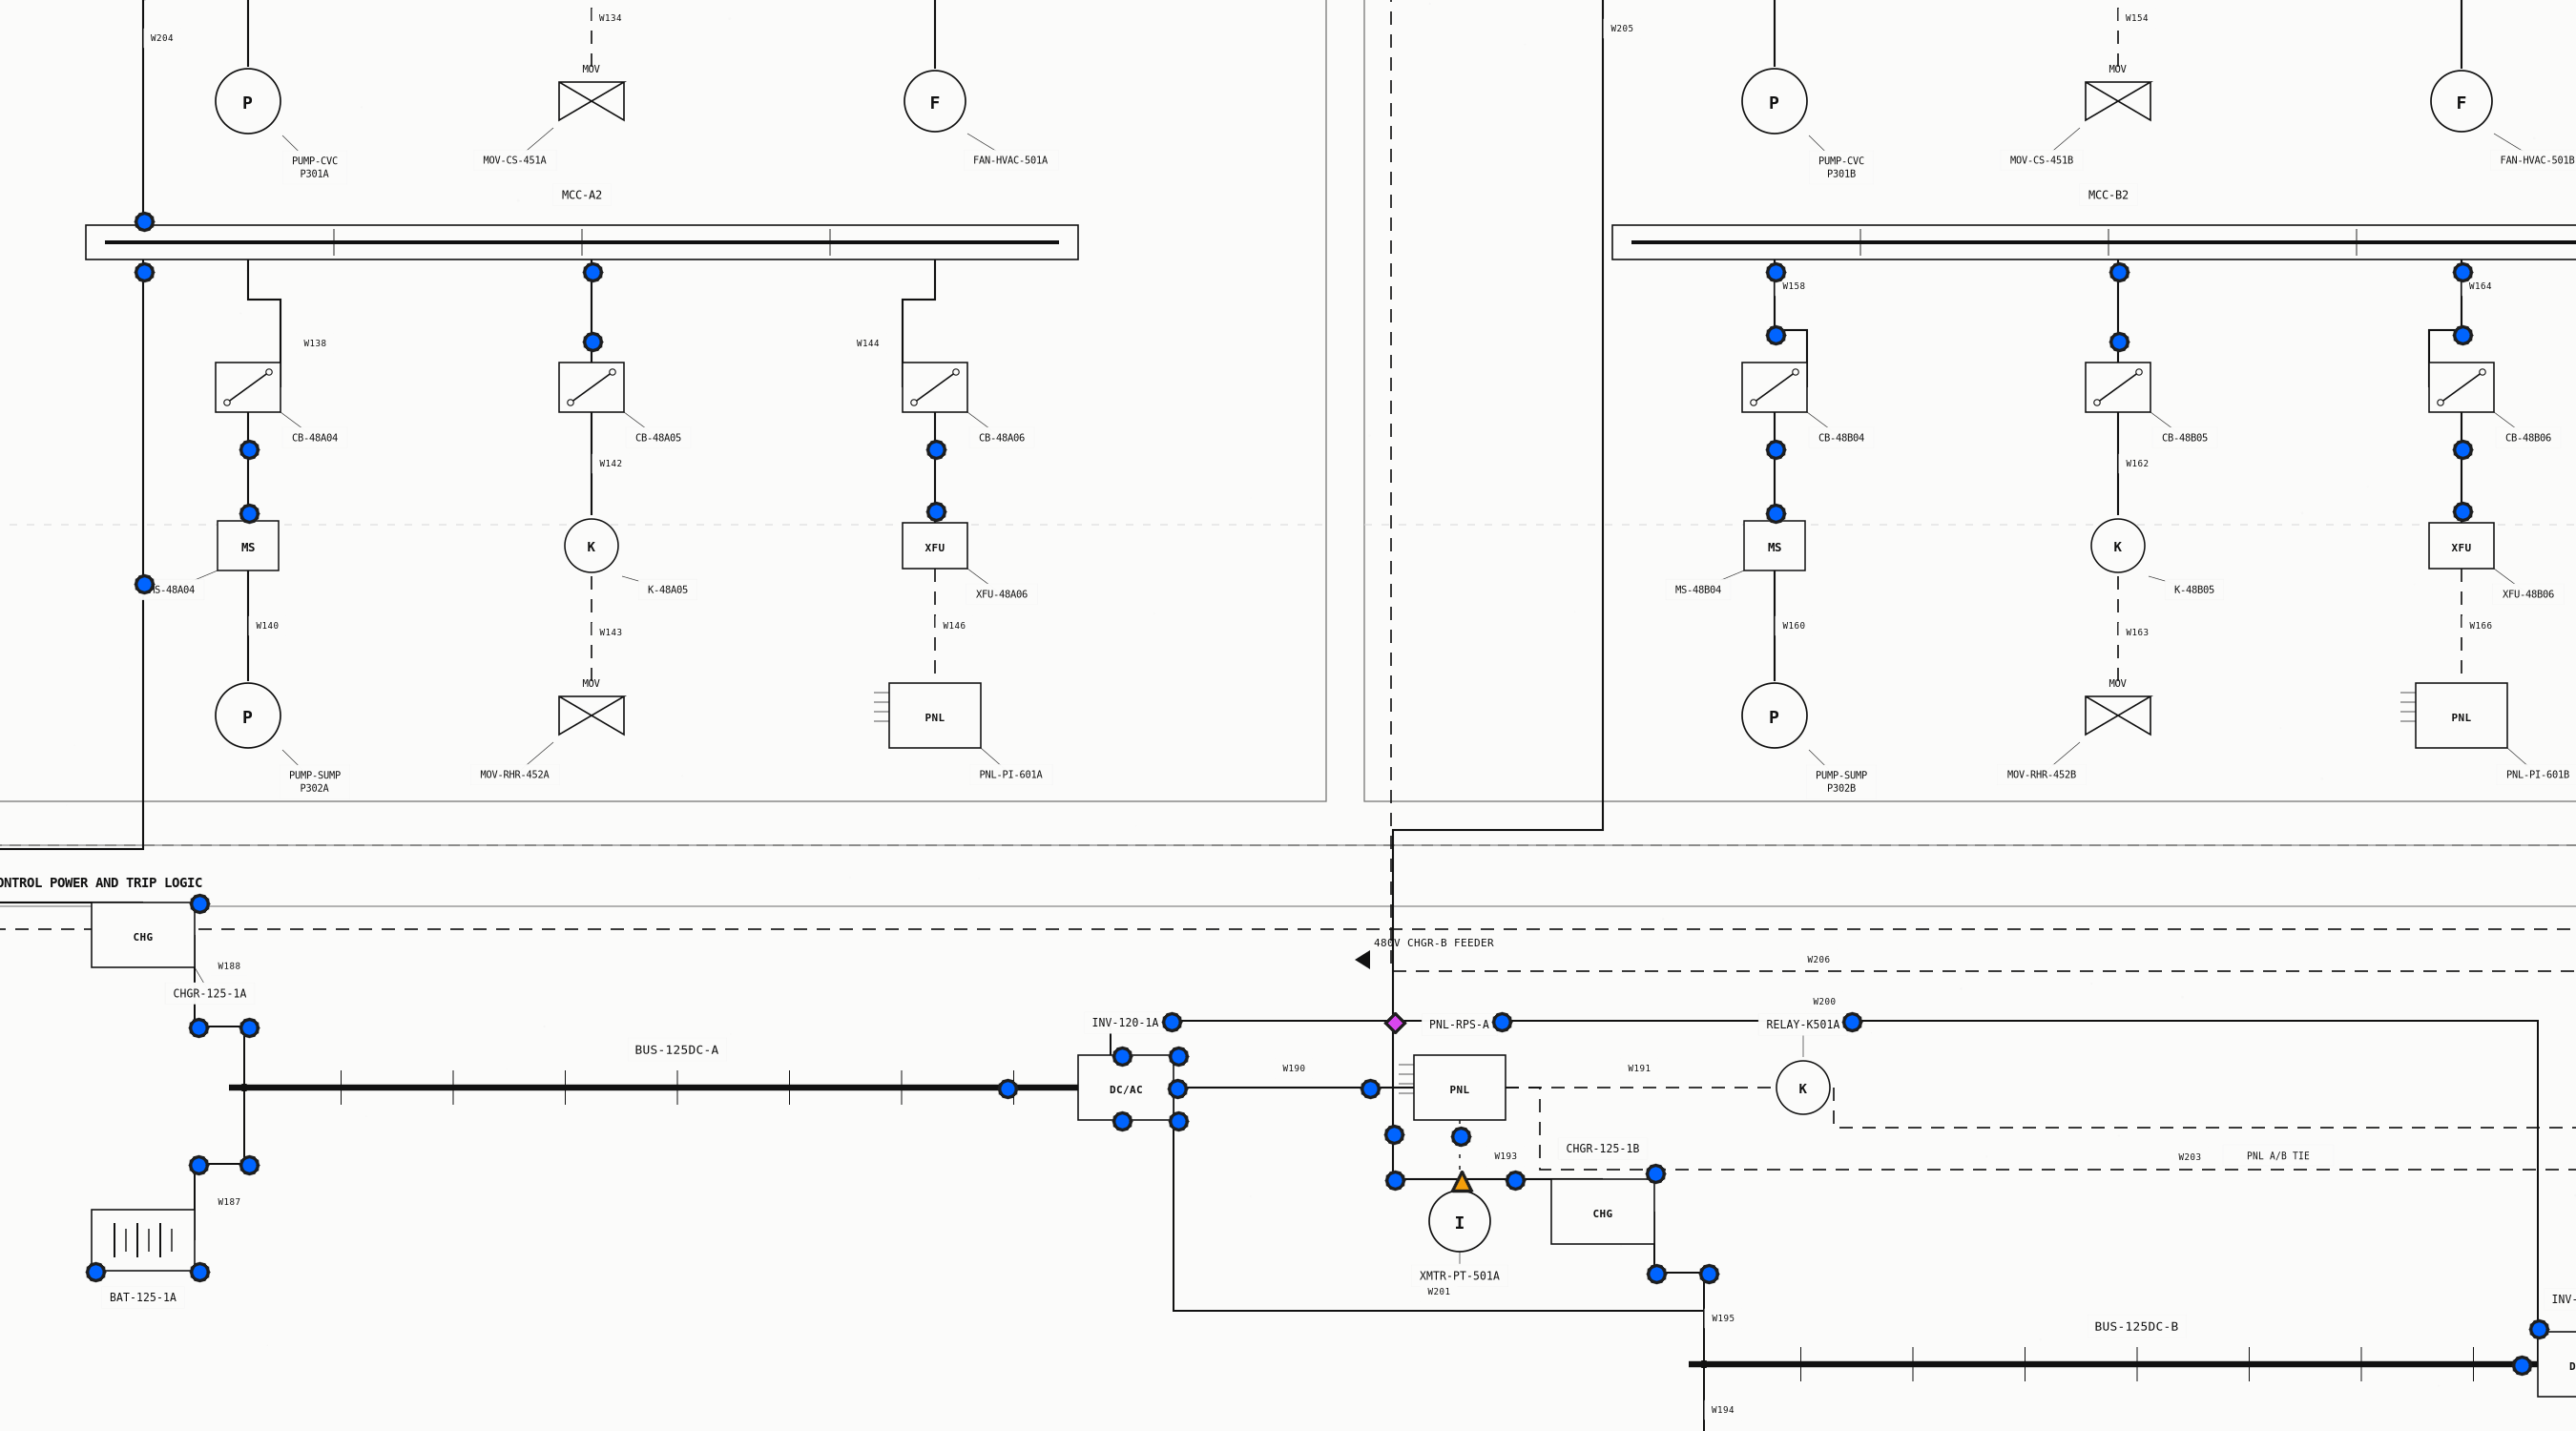 W134
W154
W204
W205
MOV
MOV
P
F
P
F
PUMP-CVC
P301A
MOV-CS-451A
FAN-HVAC-501A
PUMP-CVC
P301B
MOV-CS-451B
FAN-HVAC-501B
MCC-A2
MCC-B2
W158
W164
W138
W144
CB-48A04
CB-48A05
CB-48A06
CB-48B04
CB-48B05
CB-48B06
W142
W162
MS
K
XFU
MS
K
XFU
S-48A04
K-48A05
XFU-48A06
MS-48B04
K-48B05
XFU-48B06
W140
W143
W146
W160
W163
W166
MOV
MOV
P
PNL
P
PNL
PUMP-SUMP
P302A
MOV-RHR-452A
PNL-PI-601A
PUMP-SUMP
P302B
MOV-RHR-452B
PNL-PI-601B
ONTROL POWER AND TRIP LOGIC
CHG
480V CHGR-B FEEDER
W188
W206
CHGR-125-1A
W200
INV-120-1A
PNL-RPS-A
RELAY-K501A
BUS-125DC-A
W190
W191
DC/AC
PNL
K
CHGR-125-1B
W193
W203
PNL A/B TIE
W187
I
CHG
XMTR-PT-501A
W201
BAT-125-1A
INV-
W195
BUS-125DC-B
D
W194